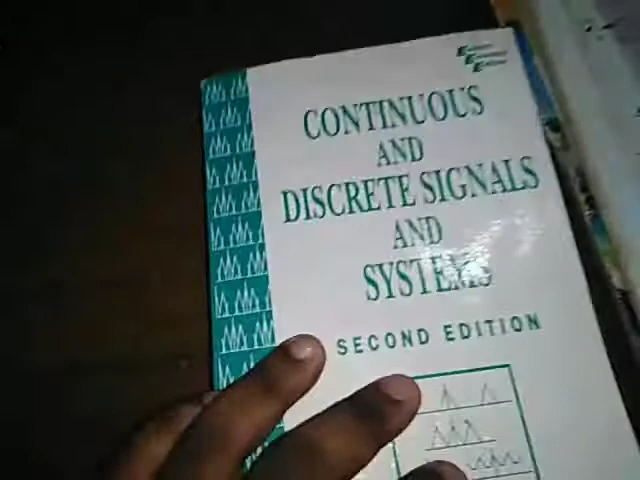 CONTINUOUS
AND
DISCRETE SIGNALS
AND
SYSTEMS
SECOND EDITION